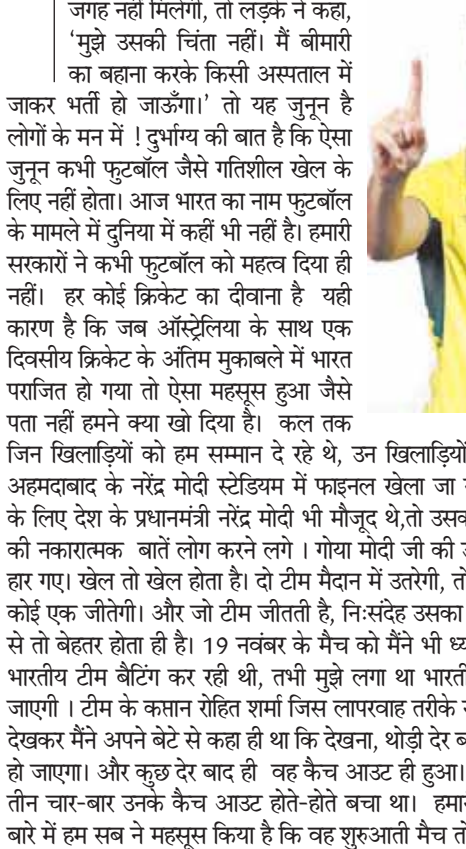 जगह नहीं मिलेगी, तो लड़के ने कहा,
‘मुझे उसकी चिंता नहीं। मैं बीमारी
का बहाना करके किसी अस्पताल में
जाकर भर्ती हो जाऊँगा।’ तो यह जुनून है
लोगों के मन में ! दुर्भाग्य की बात है कि ऐसा
जुनून कभी फुटबॉल जैसे गतिशील खेल के
लिए नहीं होता। आज भारत का नाम फुटबॉल
के मामले में दुनिया में कहीं भी नहीं है। हमारी
सरकारों ने कभी फुटबॉल को महत्व दिया ही
नहीं। हर कोई क्रिकेट का दीवाना है यही
कारण है कि जब ऑस्ट्रेलिया के साथ एक
दिवसीय क्रिकेट के अंतिम मुकाबले में भारत
पराजित हो गया तो ऐसा महसूस हुआ जैसे
पता नहीं हमने क्या खो दिया है। कल तक
जिन खिलाड़ियों को हम सम्मान दे रहे थे, उन खिलाड़ियों
अहमदाबाद के नरेंद्र मोदी स्टेडियम में फाइनल खेला जा
के लिए देश के प्रधानमंत्री नरेंद्र मोदी भी मौजूद थे,तो
की नकारात्मक बातें लोग करने लगे । गोया मोदी जी की
हार गए। खेल तो खेल होता है। दो टीम मैदान में उतरेगी,
कोई एक जीतेगी। और जो टीम जीतती है, निःसंदेह उसका
से तो बेहतर होता ही है। 19 नवंबर के मैच को मैंने भी
भारतीय टीम बैटिंग कर रही थी, तभी मुझे लगा था
जाएगी । टीम के कप्तान रोहित शर्मा जिस लापरवाह तरीके
देखकर मैंने अपने बेटे से कहा ही था कि देखना, थोड़ी देर
हो जाएगा। और कुछ देर बाद ही वह कैच आउट ही हुआ।
तीन चार-बार उनके कैच आउट होते-होते बचा था।
बारे में हम सब ने महसूस किया है कि वह शुरुआती मैच